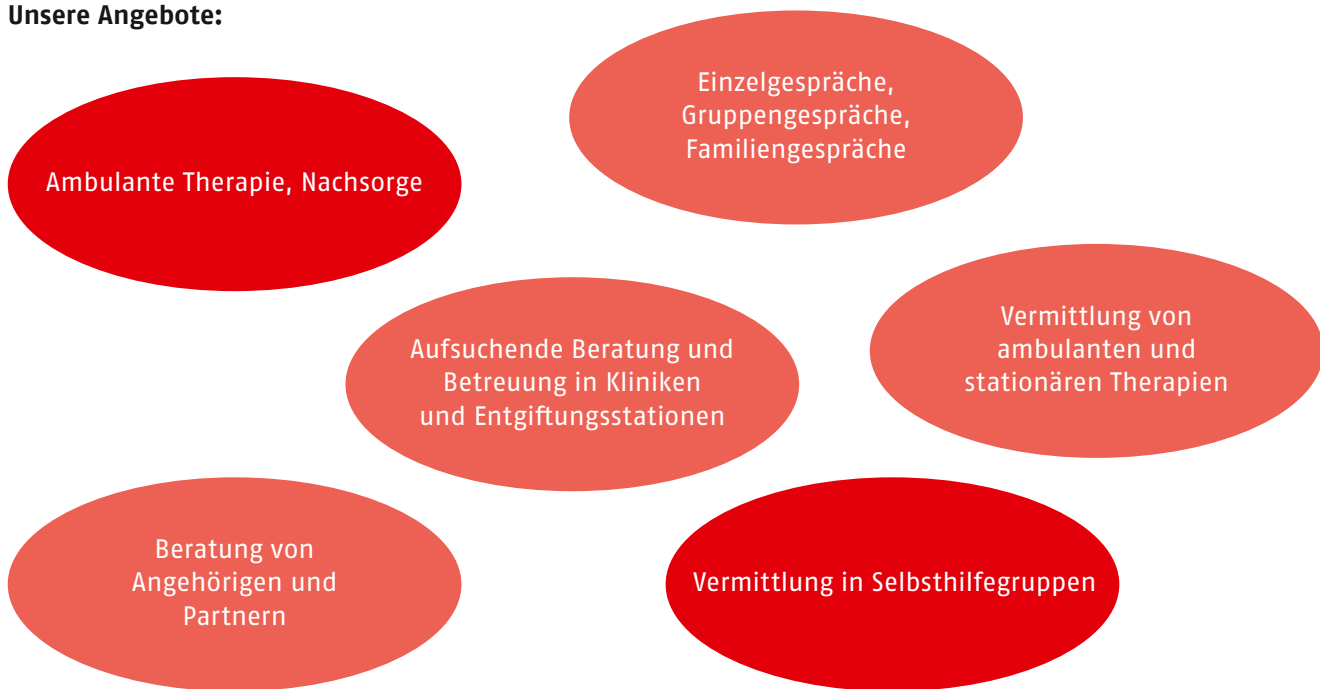 Unsere Angebote:
Einzelgespräche,
Gruppengespräche,
Familiengespräche
Ambulante Therapie, Nachsorge
Aufsuchende Beratung und
Betreuung in Kliniken
und Entgiftungsstationen
Vermittlung von
ambulanten und
stationären Therapien
Beratung von
Angehörigen und
Partnern
Vermittlung in Selbsthilfegruppen